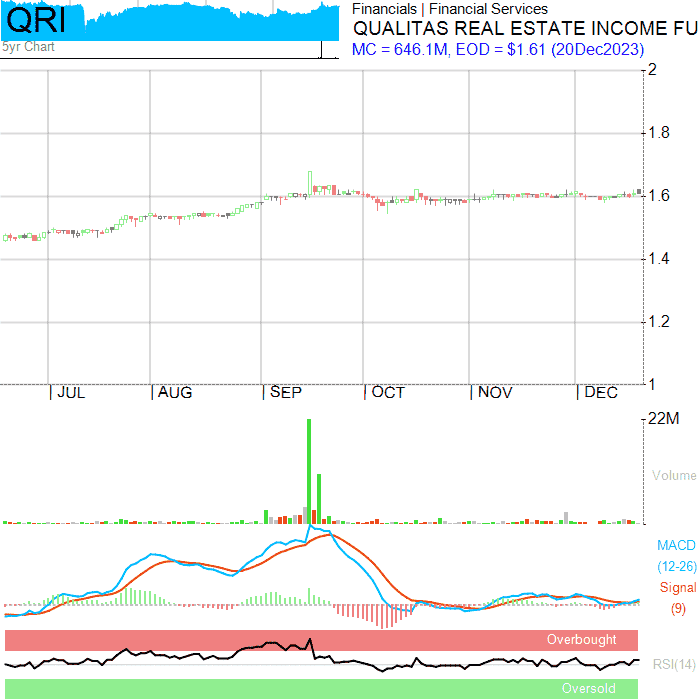 QRI
5yr Chart
Financials | Financial Services
QUALITAS REAL ESTATE INCOME FU
MC = 646.1M, EOD = $1.61 (20Dec2023)
2
1.8
1.6
1.4
1.2
1
JUL AUG SEP OCT NOV DEC
22M
Volume
MACD
(12-26)
Signal
(9)
Overbought
RSI(14)
Oversold